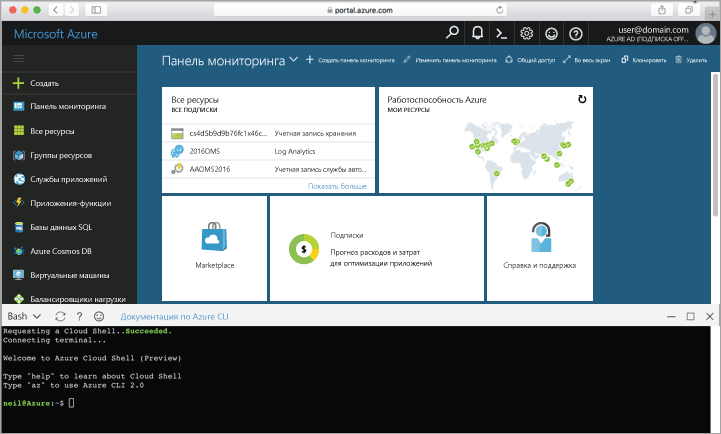 portal.azure.com
Microsoft Azure
user@domain.com
AZURE AD (ПОДПИСКА OFF...
Создать
Панель мониторинга
Все ресурсы
Группы ресурсов
Службы приложений
Приложения-функции
Базы данных SQL
Azure Cosmos DB
Виртуальные машины
Балансировщики нагрузки
Панель мониторинга
Создать панель мониторинга
Изменить панель мониторинга
Общий доступ
Во весь экран
Клонировать
Удалить
Все ресурсы
ВСЕ ПОДПИСКИ
cs4d5b9d9b76fc1x46c... Учетная запись хранения
2016OMS Log Analytics
AAOMS2016 Учетная запись службы авто...
Показать больше
Работоспособность Azure
МОИ РЕСУРСЫ
Marketplace
Подписки
Прогноз расходов и затрат
для оптимизации приложений
Справка и поддержка
Bash ? Документация по Azure CLI
Requesting a Cloud Shell..Succeeded.
Connecting terminal...
Welcome to Azure Cloud Shell (Preview)
Type "help" to learn about Cloud Shell
Type "az" to use Azure CLI 2.0
neil@Azure:~$